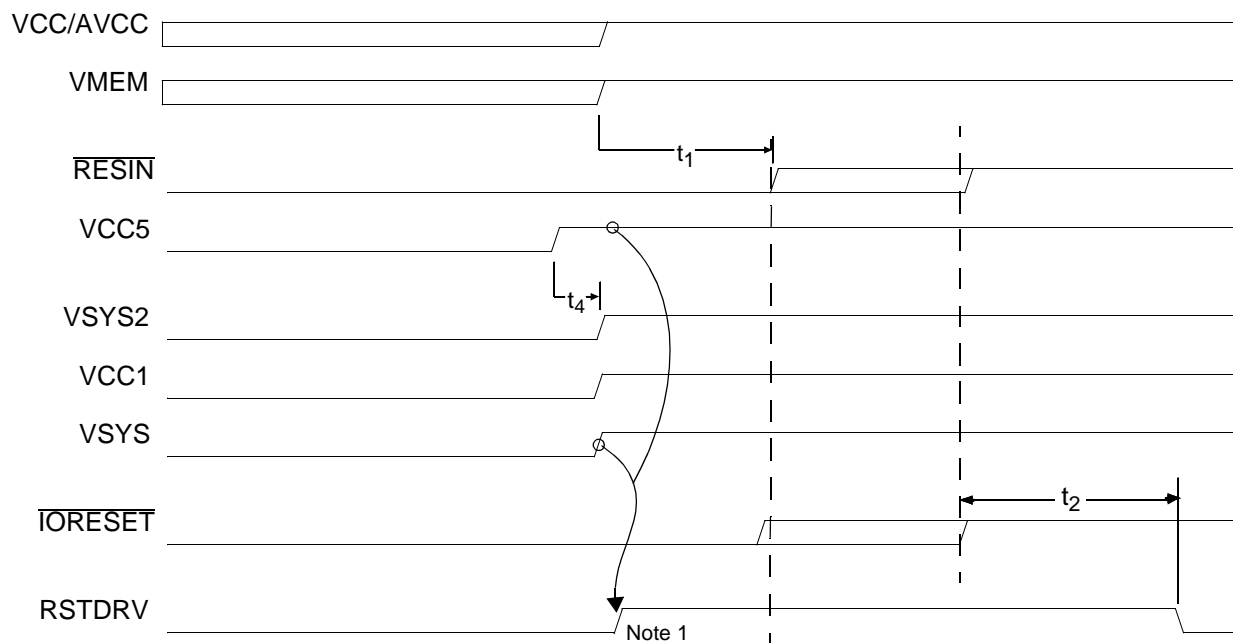 VCC/AVCC
VMEM
t1
RESIN
VCC5
t4
VSYS2
VCC1
VSYS
t2
IORESET
RSTDRV
Note 1